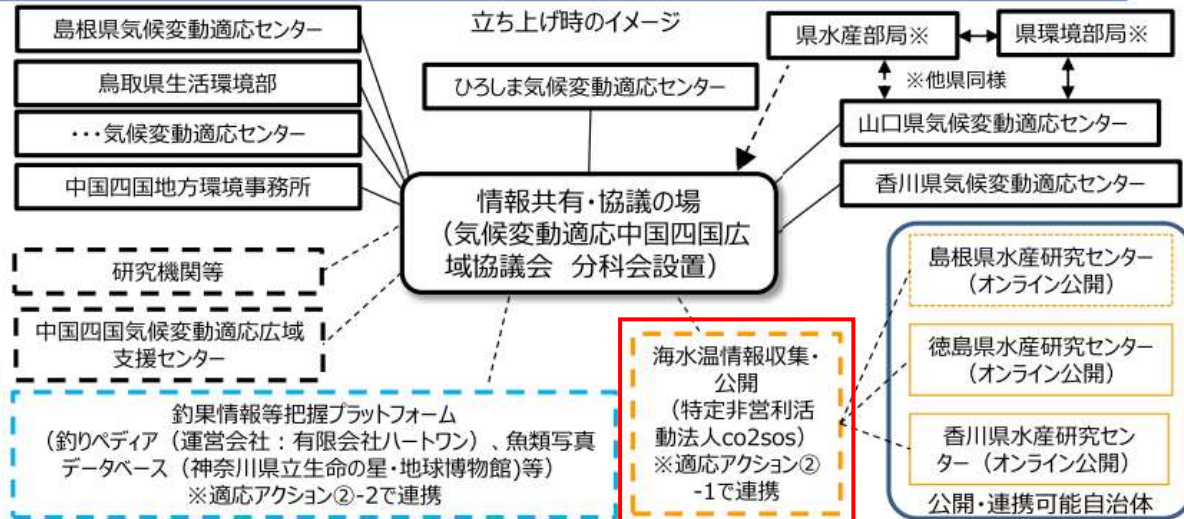 立ち上げ時のイメージ
島根県気候変動適応センター
鳥取県生活環境部
・・・気候変動適応センター
中国四国地方環境事務所
ひろしま気候変動適応センター
県水産部局※
県環境部局※
※他県同様
山口県気候変動適応センター
香川県気候変動適応センター
情報共有・協議の場
（気候変動適応中国四国広
域協議会 分科会設置）
研究機関等
中国四国気候変動適応広域
支援センター
釣果情報等把握プラットフォーム
（釣りペディア（運営会社：有限会社ハートワン）、魚類写真
データベース（神奈川県立生命の星・地球博物館)等）
※適応アクション②-2で連携
海水温情報収集・
公開
（特定非営利活
動法人co2sos）
※適応アクション②
-1で連携
島根県水産研究センター
（オンライン公開）
徳島県水産研究センター
（オンライン公開）
香川県水産研究セン
ター（オンライン公開）
公開・連携可能自治体